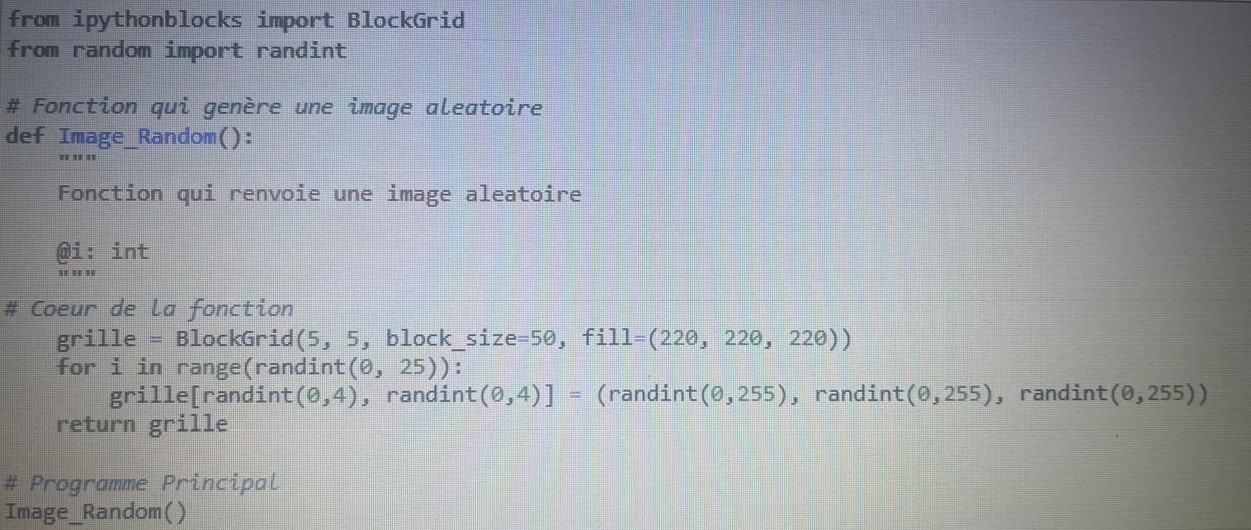 from ipythonblocks import BlockGrid
from random import randint
# Fonction qui genère une image aleatoire
def Image_Random():
    """
    Fonction qui renvoie une image aleatoire
    @i: int
    """
# Coeur de la fonction
    grille = BlockGrid(5, 5, block_size=50, fill=(220, 220, 220))
    for i in range(randint(0, 25)):
        grille[randint(0,4), randint(0,4)] = (randint(0,255), randint(0,255), randint(0,255))
    return grille
# Programme Principal
Image_Random()